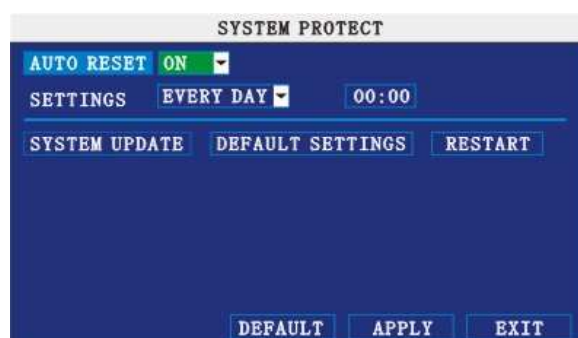 SYSTEM PROTECT
AUTO RESET ON
SETTINGS EVERY DAY 00:00
SYSTEM UPDATE DEFAULT SETTINGS RESTART
DEFAULT APPLY EXIT